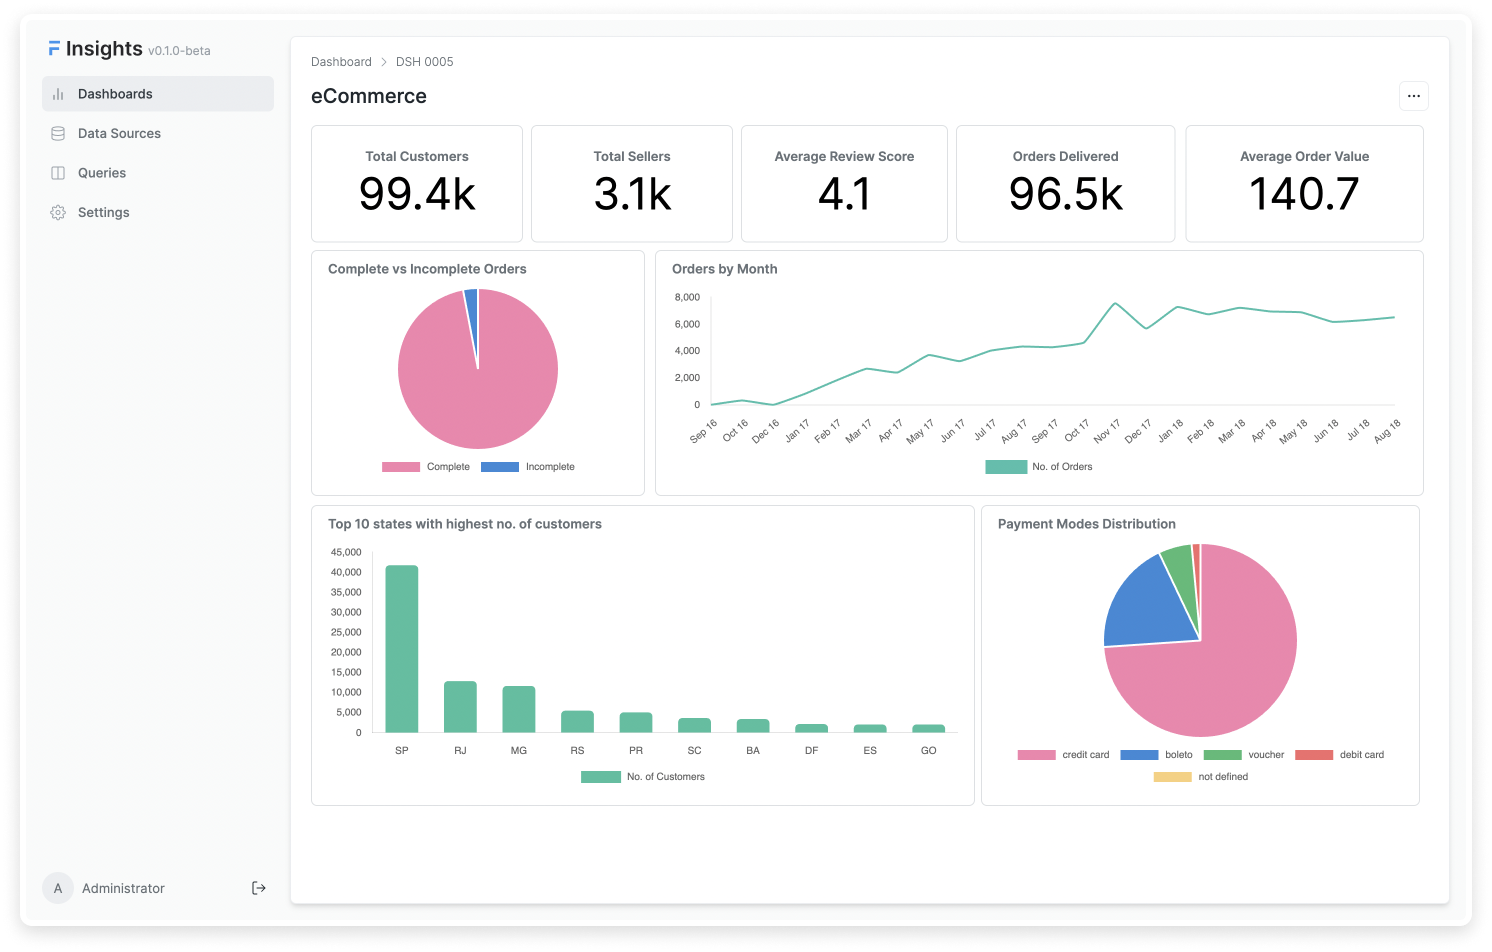 Insights v0.1.0-beta
Dashboards
Data Sources
Queries
Settings
A Administrator
Dashboard > DSH 0005
eCommerce
Total Customers
99.4k
Total Sellers
3.1k
Average Review Score
4.1
Orders Delivered
96.5k
Average Order Value
140.7
Complete vs Incomplete Orders
Complete Incomplete
Orders by Month
8,000
6,000
4,000
2,000
0
Sep 16 Oct 16 Dec 16 Jan 17 Feb 17 Mar 17 Apr 17 May 17 Jun 17 Jul 17 Aug 17 Sep 17 Oct 17 Nov 17 Dec 17 Jan 18 Feb 18 Mar 18 Apr 18 May 18 Jun 18 Jul 18 Aug 18
No. of Orders
Top 10 states with highest no. of customers
45,000
40,000
35,000
30,000
25,000
20,000
15,000
10,000
5,000
0
SP RJ MG RS PR SC BA DF ES GO
No. of Customers
Payment Modes Distribution
credit card boleto voucher debit card
not defined